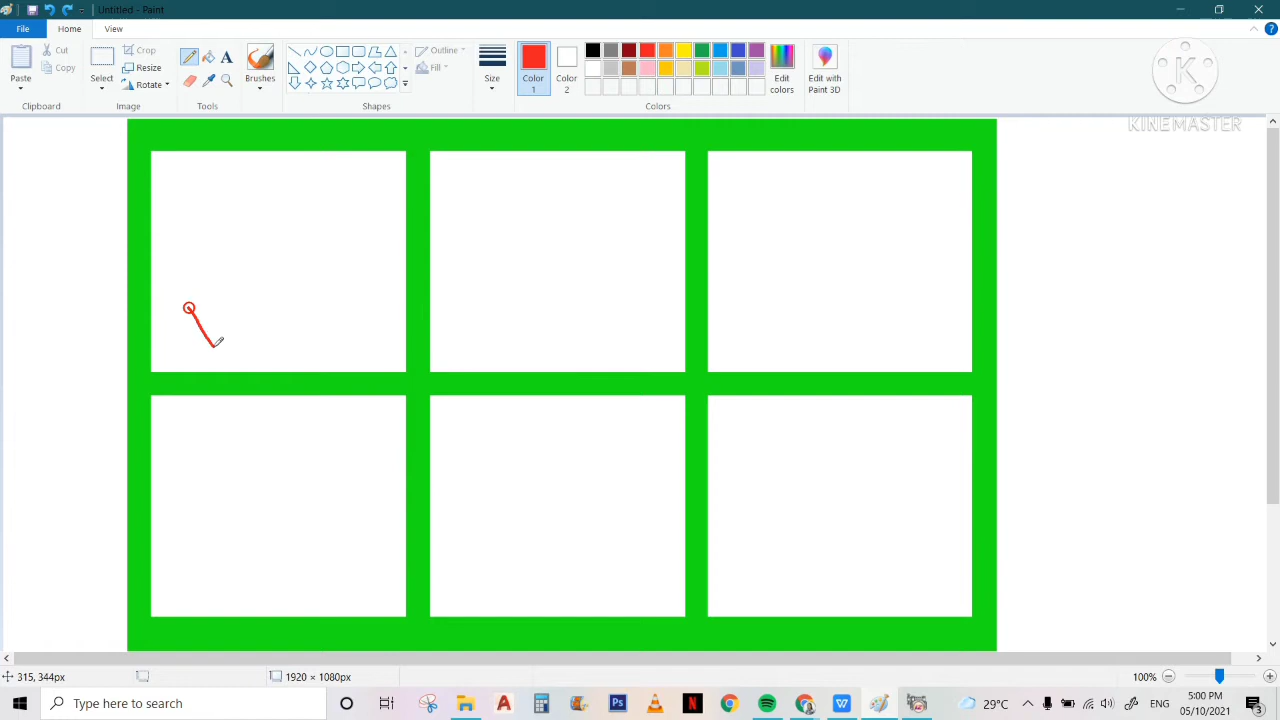 Untitled - Paint
File Home View
Paste
Cut
Copy
Clipboard
Select
Crop
Resize
Rotate
Image
A
Tools
Brushes
Outline
Fill
Shapes
Size
Color 1
Color 2
Edit colors
Colors
Edit with Paint 3D
K
KINEMASTER
315, 344px
1920 × 1080px
100%
Type here to search
A
Ps
N
W
29°C
ENG
5:00 PM
05/10/2021
3